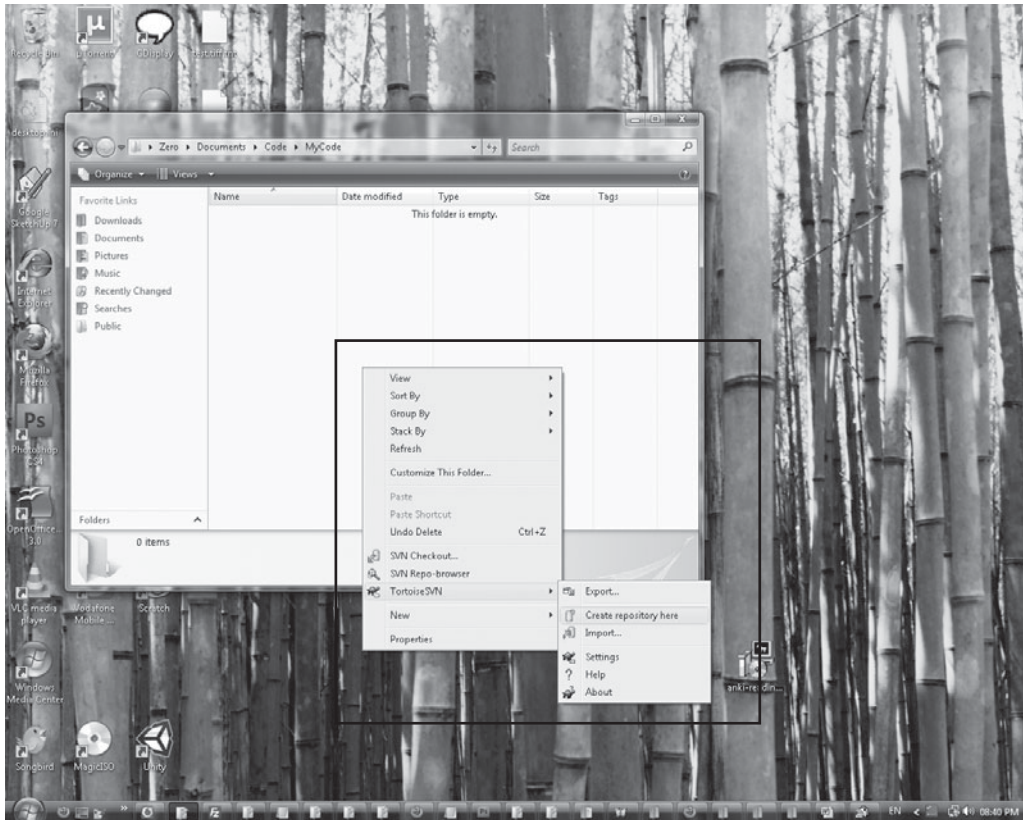 Recycle Bin
µTorrent
CDisplay
desktop.ini
Zero Documents Code MyCode
Search
Organize
Views
Favorite Links
Downloads
Documents
Pictures
Music
Recently Changed
Searches
Public
Name
Date modified
Type
Size
Tags
This folder is empty.
Folders
0 items
View
Sort By
Group By
Stack By
Refresh
Customize This Folder...
Paste
Paste Shortcut
Undo Delete Ctrl+Z
SVN Checkout...
SVN Repo-browser
TortoiseSVN
New
Properties
Export...
Create repository here
Import...
Settings
Help
About
Google
SketchUp 7
Internet
Explorer
Mozilla
Firefox
Ps
Photoshop
CS4
OpenOffice...
3.0
VLC media
player
Vodafone
Mobile ...
Scratch
Windows
Media Center
Songbird
MagicISO
Unity
EN
08:40 PM